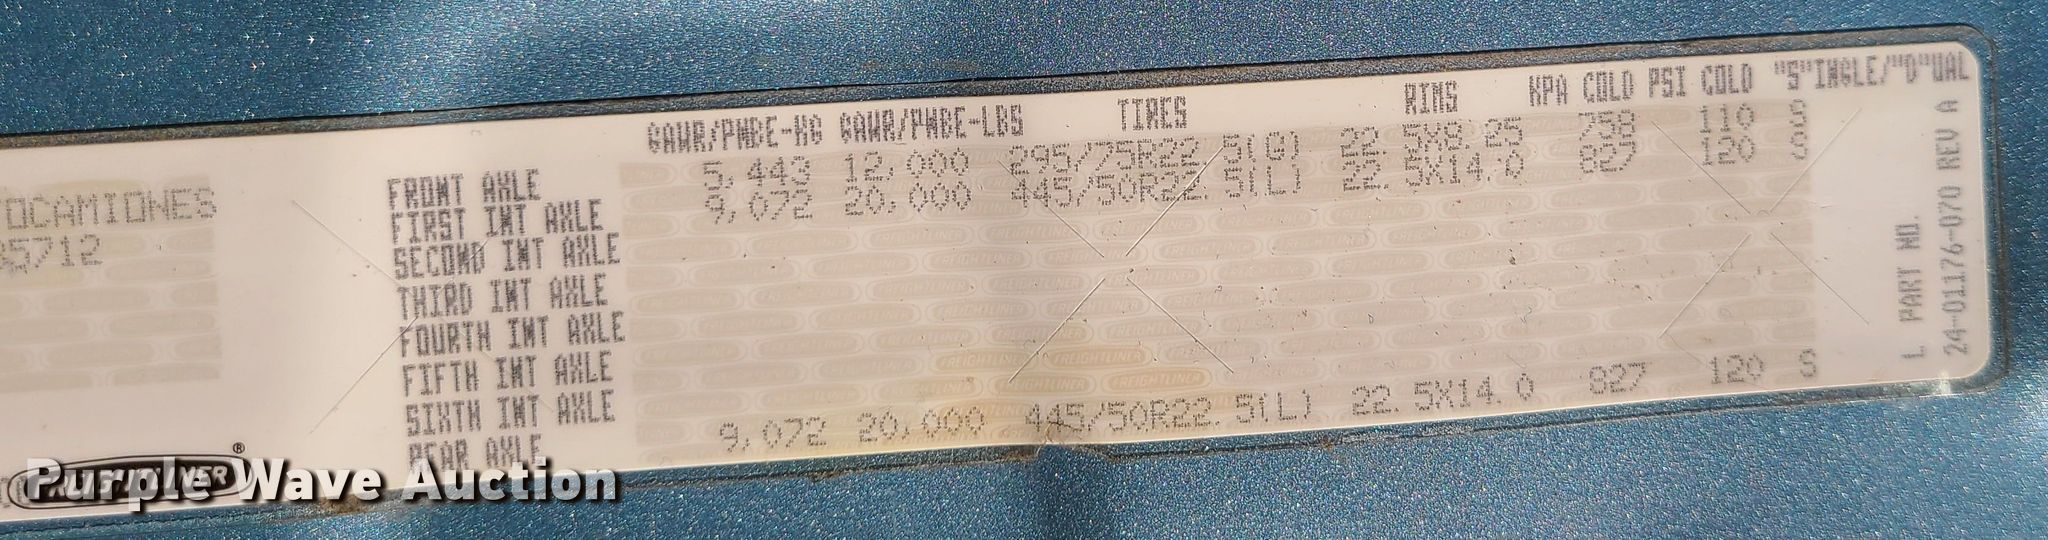 GAWR/PNBE-KG GAWR/PNBE-LBS TIRES RIMS KPA COLD PSI COLD "S"INGLE/"D"UAL
FRONT AXLE 5,443 12,000 295/75R22.5(G) 22.5X8.25 758 110 S
FIRST INT AXLE 9,072 20,000 445/50R22.5(L) 22.5X14.0 827 120 S
SECOND INT AXLE
THIRD INT AXLE
FOURTH INT AXLE
FIFTH INT AXLE
SIXTH INT AXLE
REAR AXLE 9,072 20,000 445/50R22.5(L) 22.5X14.0 827 120 S
OCAMIONES
5712
L PART NO.
24-01176-070 REV A
FREIGHTLINER®
Purple Wave Auction